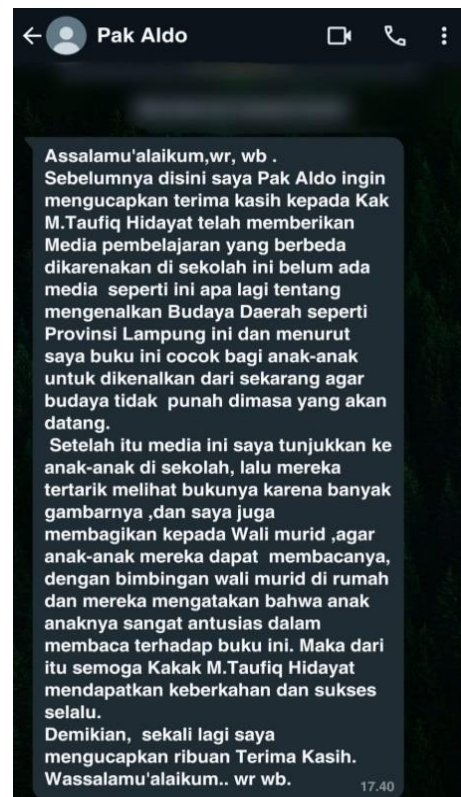 Pak Aldo
Assalamu'alaikum,wr, wb .
Sebelumnya disini saya Pak Aldo ingin
mengucapkan terima kasih kepada Kak
M.Taufiq Hidayat telah memberikan
Media pembelajaran yang berbeda
dikarenakan di sekolah ini belum ada
media  seperti ini apa lagi tentang
mengenalkan Budaya Daerah seperti
Provinsi Lampung ini dan menurut
saya buku ini cocok bagi anak-anak
untuk dikenalkan dari sekarang agar
budaya tidak  punah dimasa yang akan
datang.
Setelah itu media ini saya tunjukkan ke
anak-anak di sekolah, lalu mereka
tertarik melihat bukunya karena banyak
gambarnya ,dan saya juga
membagikan kepada Wali murid ,agar
anak-anak mereka dapat  membacanya,
dengan bimbingan wali murid di rumah
dan mereka mengatakan bahwa anak
anaknya sangat antusias dalam
membaca terhadap buku ini. Maka dari
itu semoga Kakak M.Taufiq Hidayat
mendapatkan keberkahan dan sukses
selalu.
Demikian,  sekali lagi saya
mengucapkan ribuan Terima Kasih.
Wassalamu'alaikum.. wr wb.
17.40